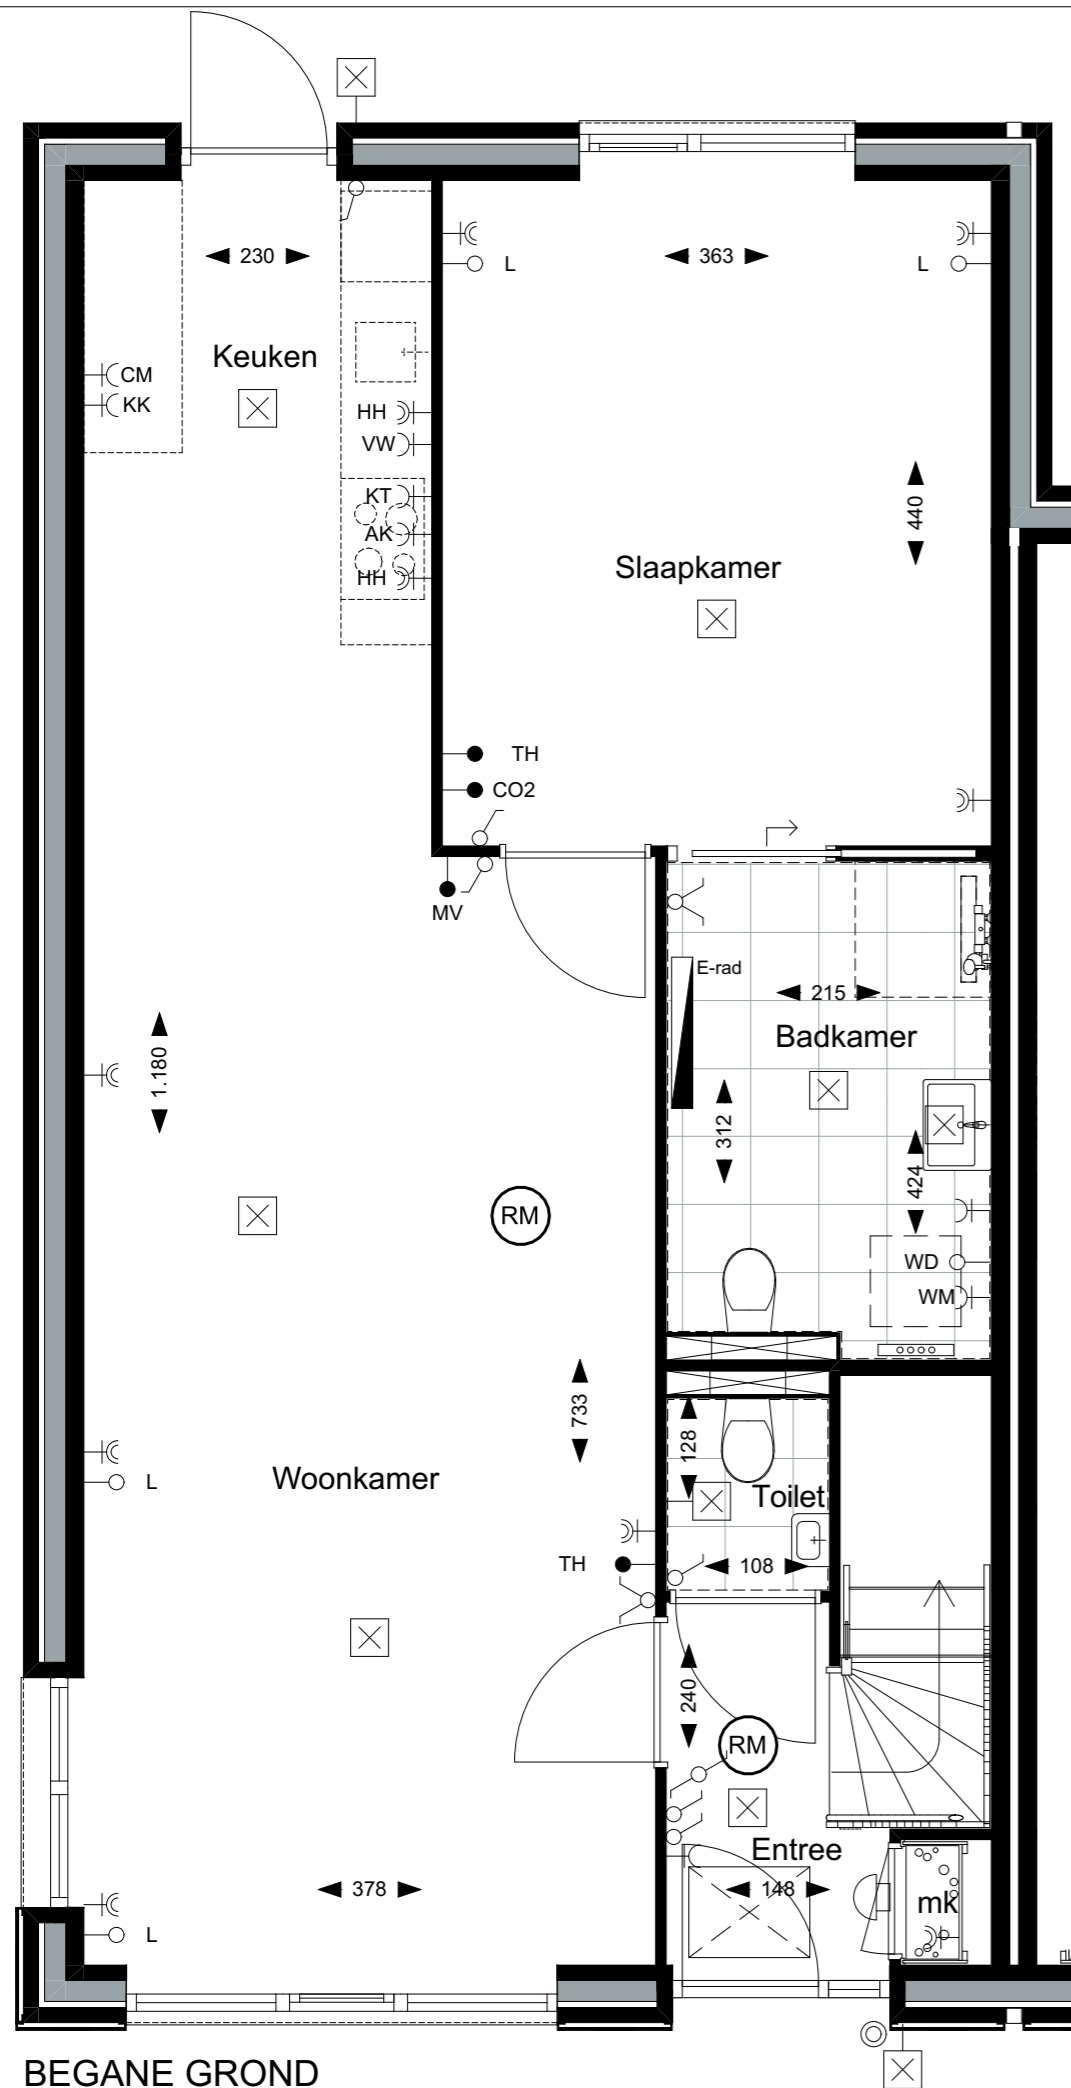 230
363
L
L
Keuken
CM
KK
HH
VW
KT
AK
HH
440
Slaapkamer
TH
CO2
MV
E-rad
215
Badkamer
1.180
312
424
RM
WD
WM
733
128
Woonkamer
L
Toilet
TH
108
240
RM
Entree
378
148
mk
L
BEGANE GROND